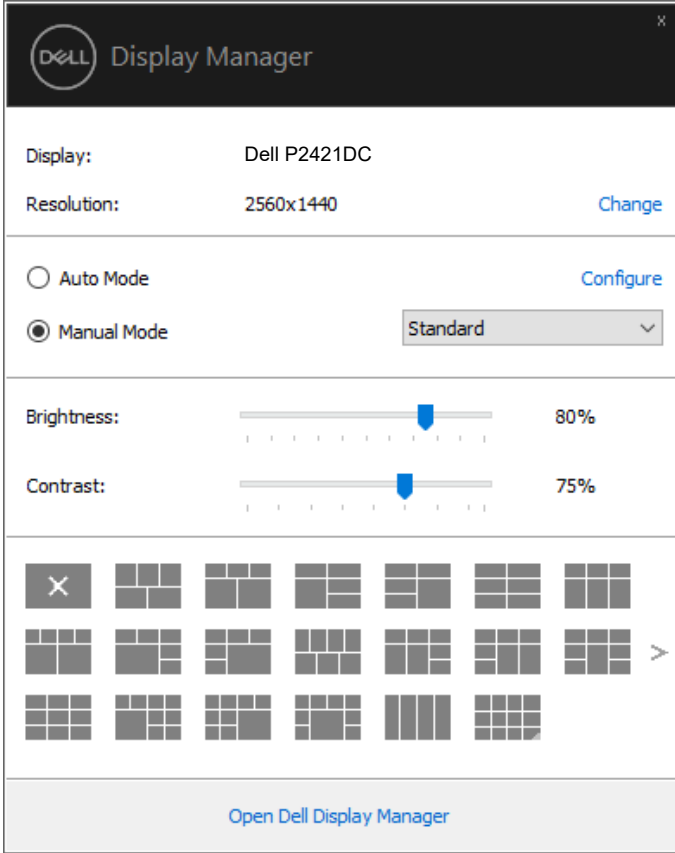 x
DELL Display Manager
Display: Dell P2421DC
Resolution: 2560x1440 Change
Auto Mode Configure
Manual Mode Standard
Brightness: 80%
Contrast: 75%
>
Open Dell Display Manager